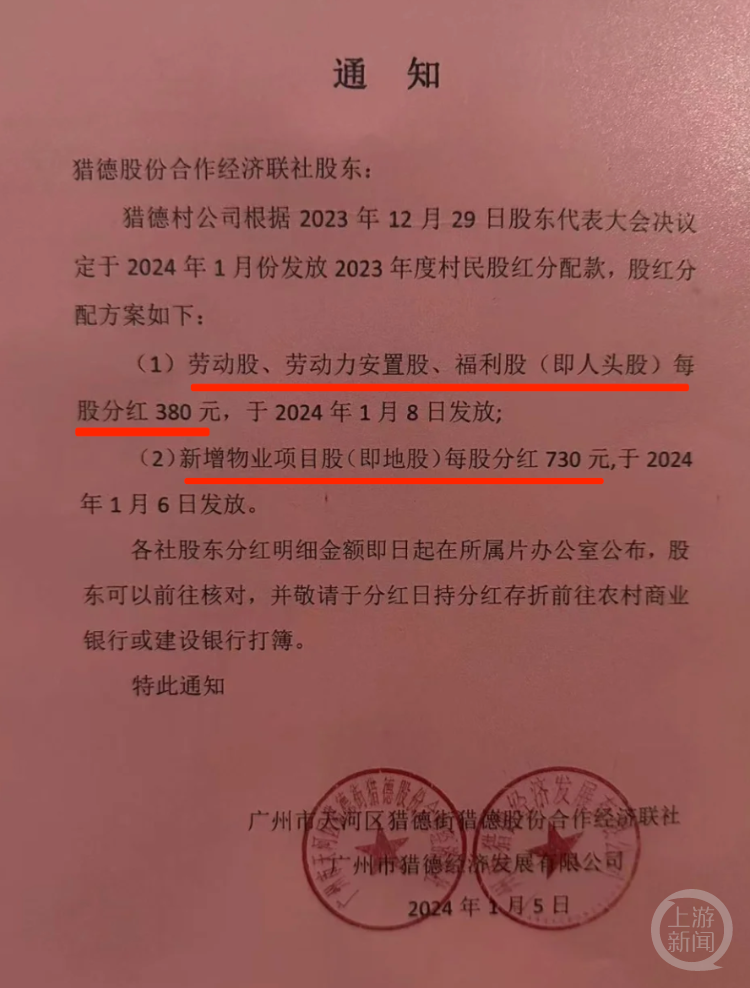 通 知
猎德股份合作经济联社股东：
猎德村公司根据 2023 年 12 月 29 日股东代表大会决议
定于 2024 年 1 月份发放 2023 年度村民股红分配款，股红分
配方案如下：
（1）劳动股、劳动力安置股、福利股（即人头股）每
股分红 380 元，于 2024 年 1 月 8 日发放;
（2）新增物业项目股（即地股）每股分红 730 元,于 2024
年 1 月 6 日发放。
各社股东分红明细金额即日起在所属片办公室公布，股
东可以前往核对，并敬请于分红日持分红存折前往农村商业
银行或建设银行打簿。
特此通知
广州市天河区猎德街猎德股份合作经济联社
广州市猎德经济发展有限公司
2024 年 1 月 5 日
上游
新闻